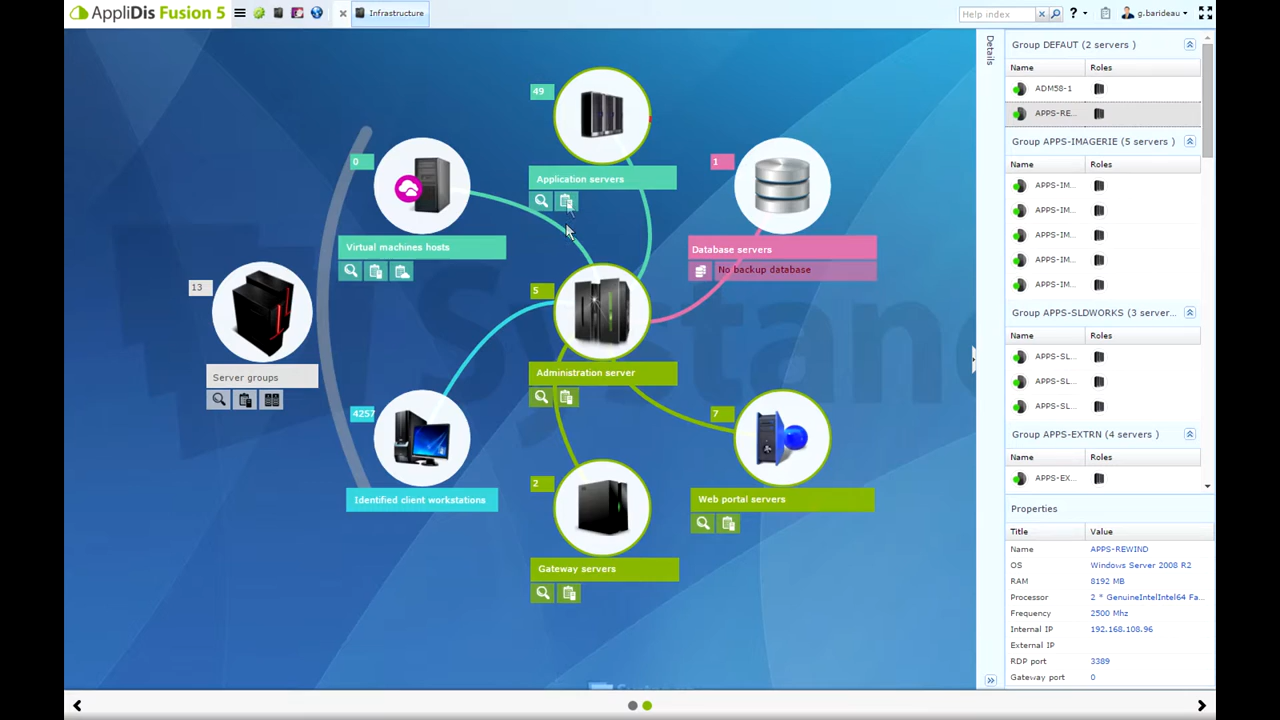 AppliDis Fusion 5
Infrastructure
Help index
?
g.barideau
49
Application servers
0
Virtual machines hosts
1
Database servers
No backup database
13
Server groups
5
Administration server
4257
Identified client workstations
7
Web portal servers
2
Gateway servers
Details
Group DEFAUT (2 servers )
Name Roles
ADM58-1
APPS-RE...
Group APPS-IMAGERIE (5 servers )
Name Roles
APPS-IM...
APPS-IM...
APPS-IM...
APPS-IM...
APPS-IM...
Group APPS-SLDWORKS (3 server...
Name Roles
APPS-SL...
APPS-SL...
APPS-SL...
Group APPS-EXTRN (4 servers )
Name Roles
APPS-EX...
Properties
Title Value
Name APPS-REWIND
OS Windows Server 2008 R2
RAM 8192 MB
Processor 2 * GenuineIntelIntel64 Fa...
Frequency 2500 Mhz
Internal IP 192.168.108.96
External IP
RDP port 3389
Gateway port 0